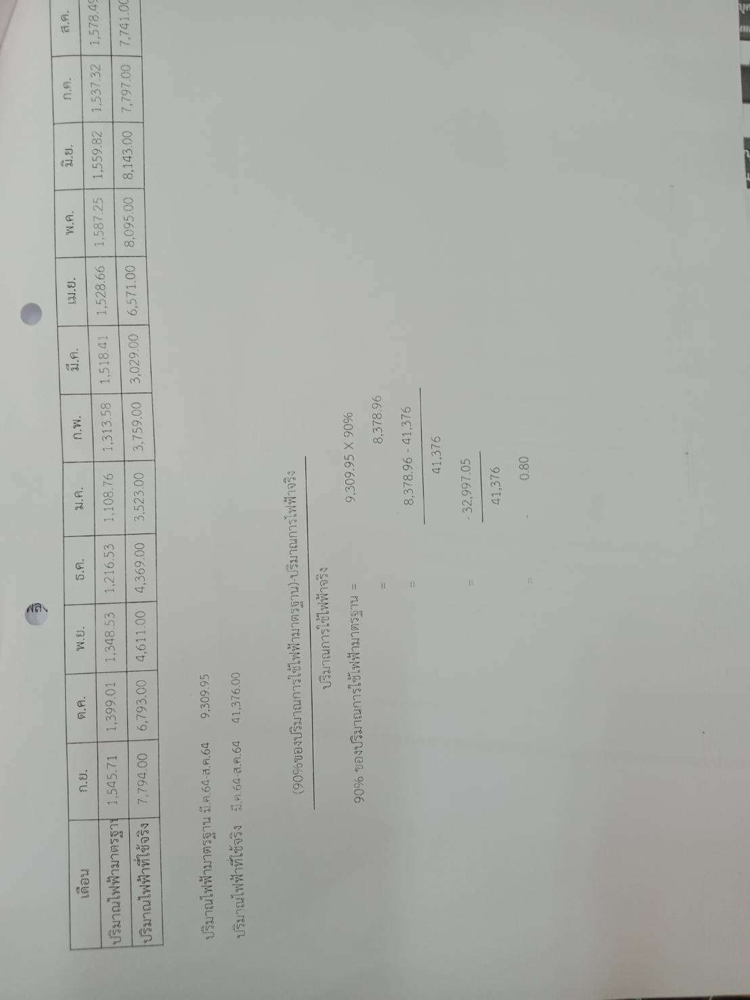 เดือน ก.ย. ต.ค. พ.ย. ธ.ค. ม.ค. ก.พ. มี.ค. เม.ย. พ.ค. มิ.ย. ก.ค. ส.ค.
ปริมาณไฟฟ้ามาตรฐาน 1,545.71 1,399.01 1,348.53 1,216.53 1,108.76 1,313.58 1,518.41 1,528.66 1,587.25 1,559.82 1,537.32 1,578.49
ปริมาณไฟฟ้าที่ใช้จริง 7,794.00 6,793.00 4,611.00 4,369.00 3,523.00 3,759.00 3,029.00 6,571.00 8,095.00 8,143.00 7,797.00 7,741.00
ปริมาณไฟฟ้ามาตรฐาน มี.ค.64-ส.ค.64 9,309.95
ปริมาณไฟฟ้าที่ใช้จริง มี.ค.64-ส.ค.64 41,376.00
(90%ของปริมาณการใช้ไฟฟ้ามาตรฐาน)-ปริมาณการไฟฟ้าจริง
ปริมาณการใช้ไฟฟ้าจริง
90% ของปริมาณการใช้ไฟฟ้ามาตรฐาน = 9,309.95 X 90%
= 8,378.96
= 8,378.96 - 41,376
41,376
= - 32,997.05
41,376
= - 0.80